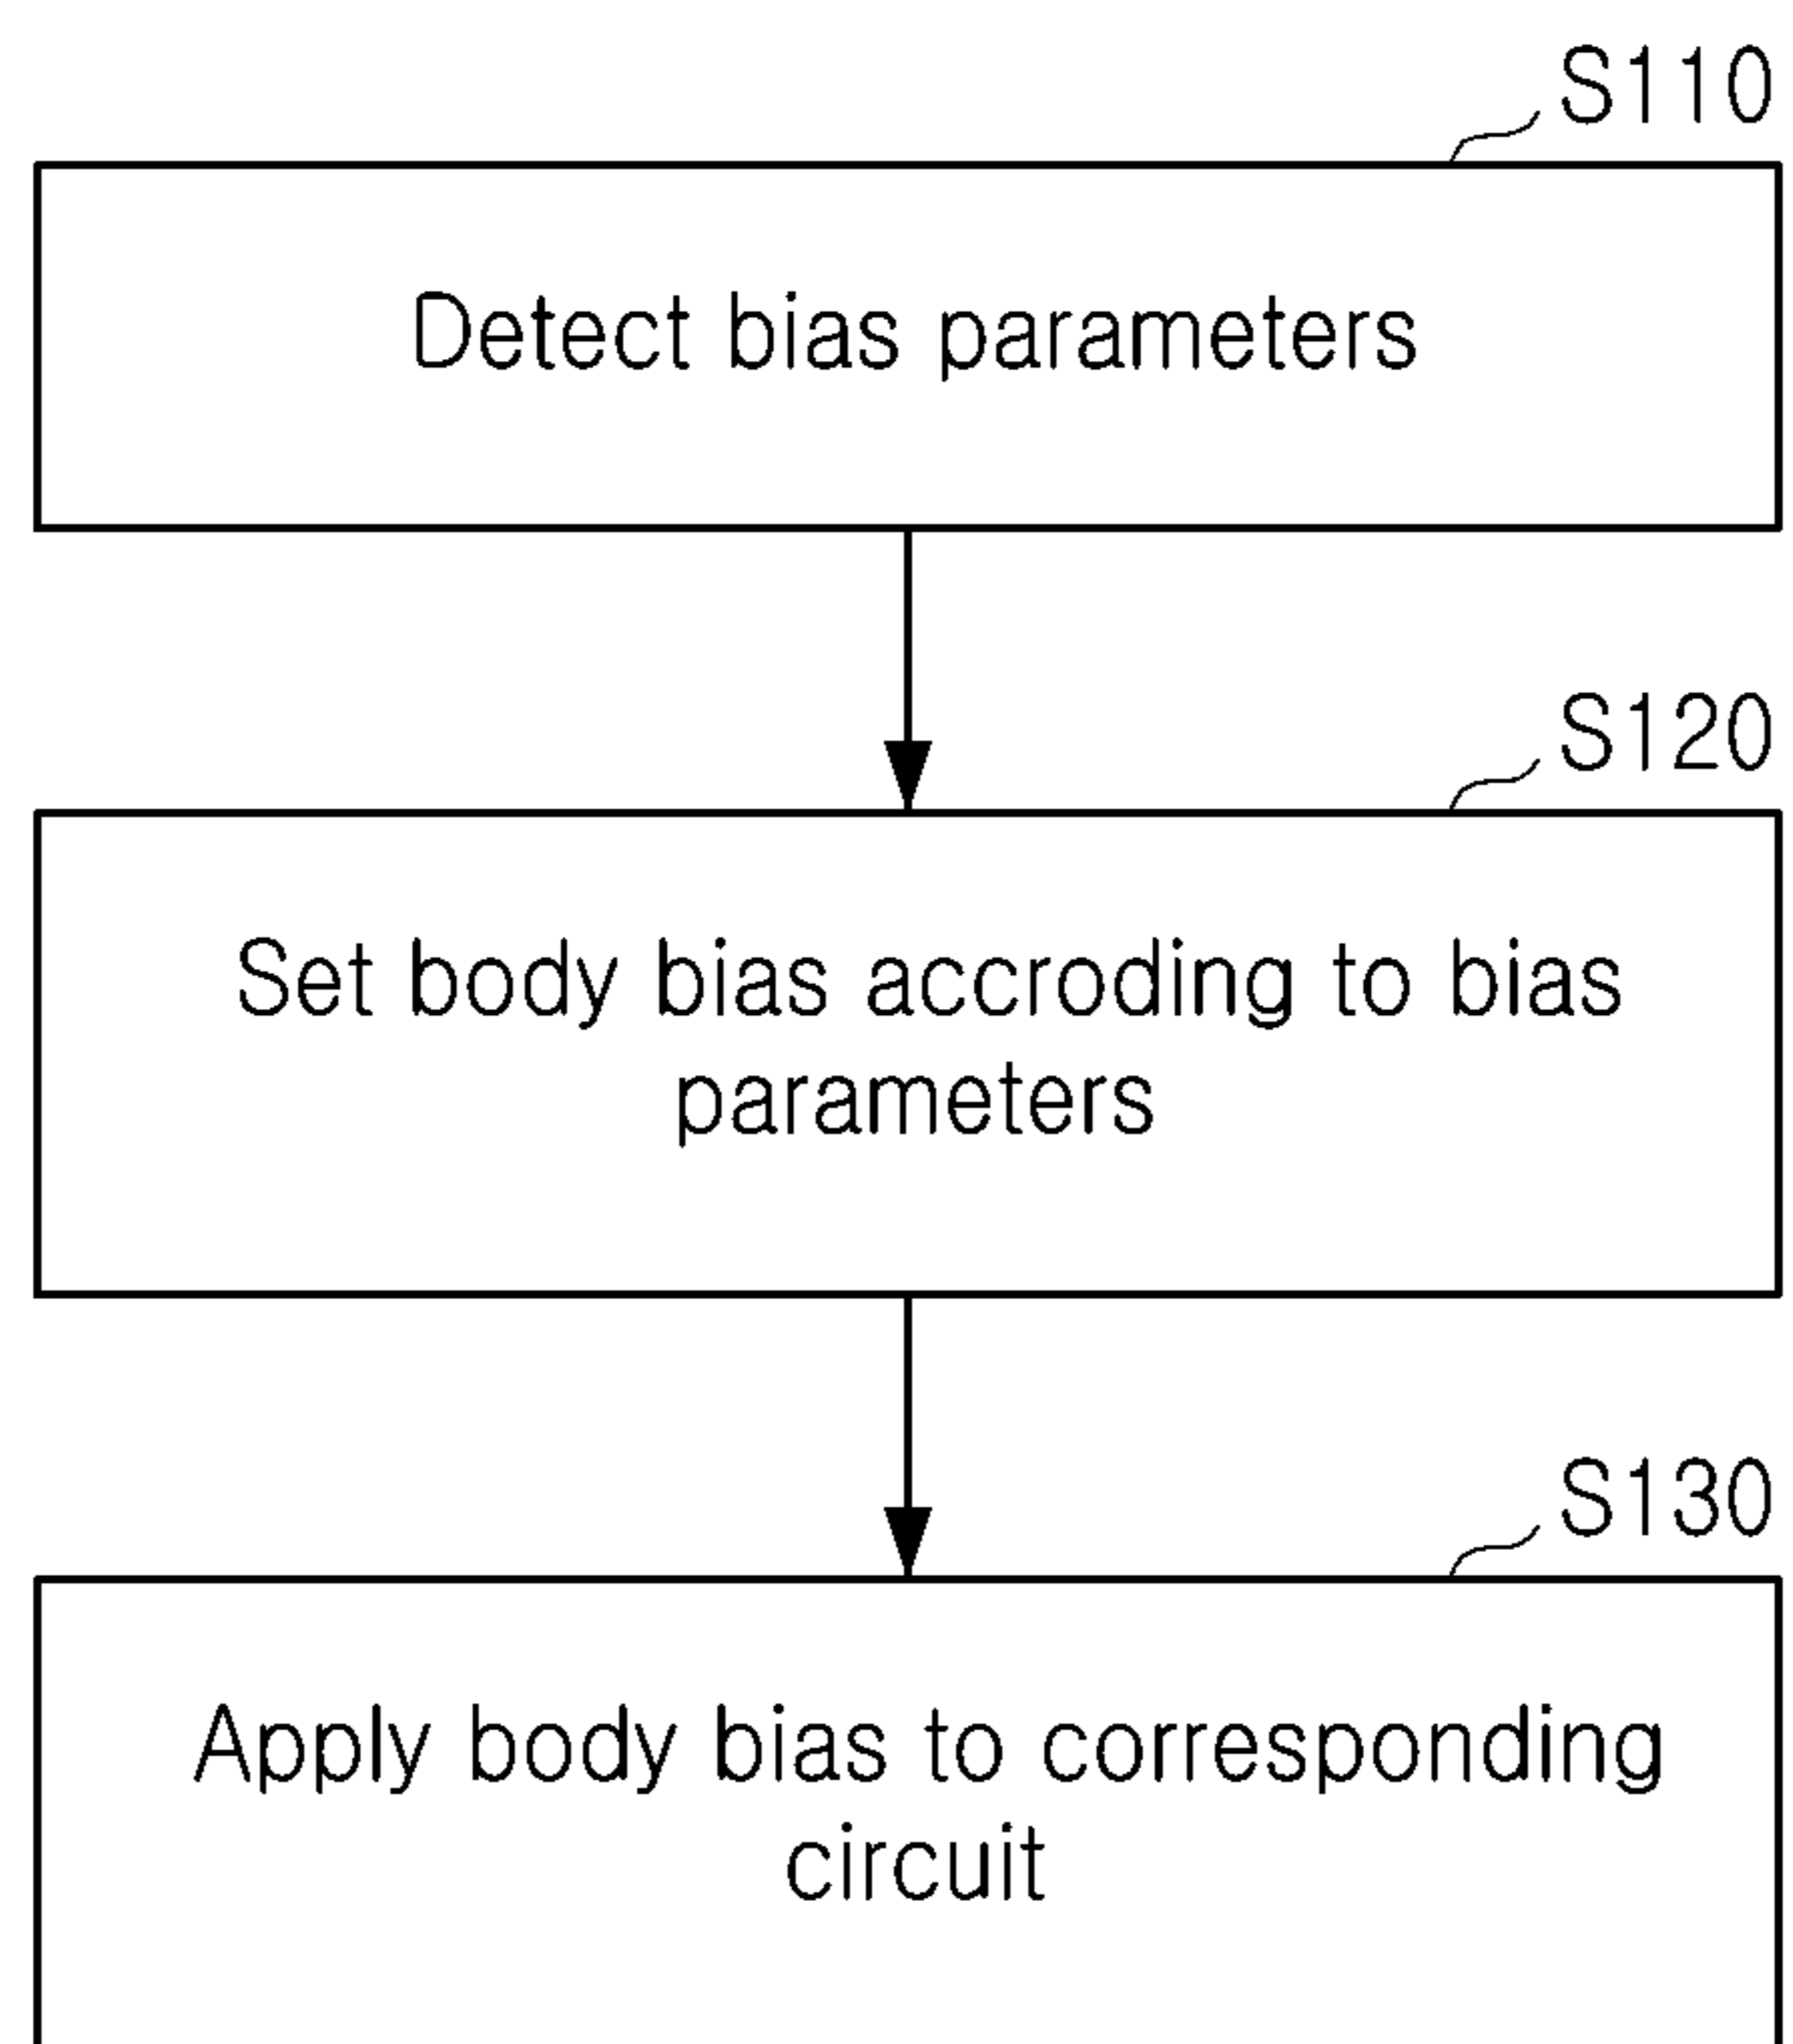 S110
Detect bias parameters
S120
Set body bias accroding to bias
parameters
S130
Apply body bias to corresponding
circuit